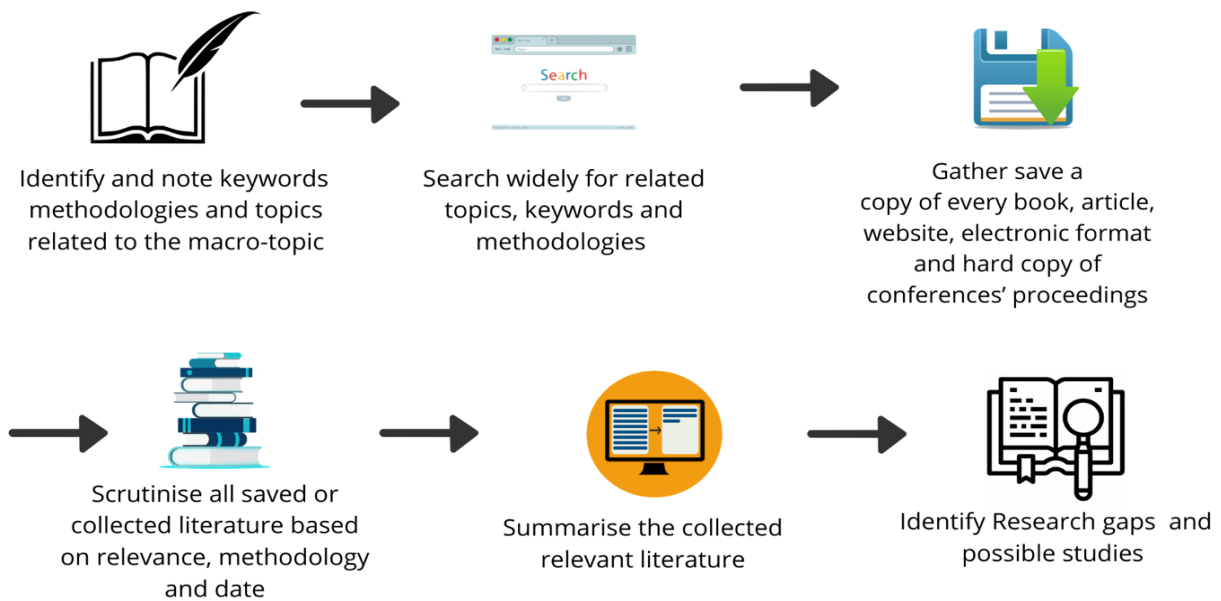 Search
Identify and note keywords
methodologies and topics
related to the macro-topic
Search widely for related
topics, keywords and
methodologies
Gather save a
copy of every book, article,
website, electronic format
and hard copy of
conferences’ proceedings
Scrutinise all saved or
collected literature based
on relevance, methodology
and date
Summarise the collected
relevant literature
Identify Research gaps and
possible studies